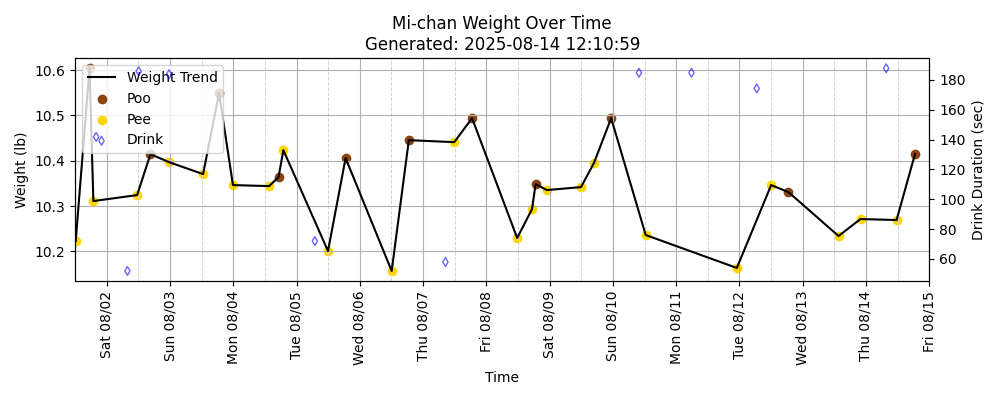 Mi-chan Weight Over Time
Generated: 2025-08-14 12:10:59
Weight (lb)
10.6
10.5
10.4
10.3
10.2
Weight Trend
Poo
Pee
Drink
180
160
140
120
100
80
60
Drink Duration (sec)
Sat 08/02
Sun 08/03
Mon 08/04
Tue 08/05
Wed 08/06
Thu 08/07
Fri 08/08
Sat 08/09
Sun 08/10
Mon 08/11
Tue 08/12
Wed 08/13
Thu 08/14
Fri 08/15
Time